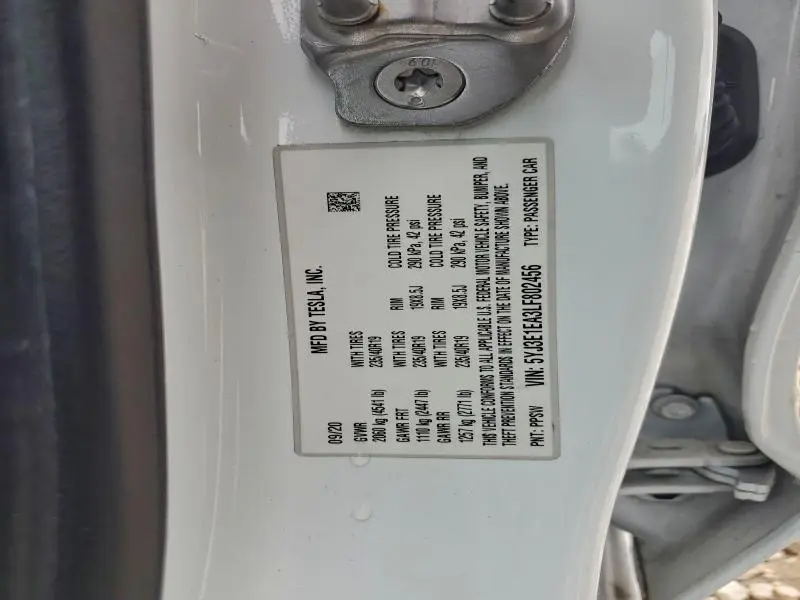 10.9
MFD BY TESLA, INC.
09/20
GVWR WITH TIRES RIM COLD TIRE PRESSURE
2060 kg (4541 lb) 235/40R19 19X8.5J 290 kPa, 42 psi
GAWR FRT WITH TIRES RIM COLD TIRE PRESSURE
1110 kg (2447 lb) 235/40R19 19X8.5J 290 kPa, 42 psi
GAWR RR
1257 kg (2771 lb) 235/40R19
THIS VEHICLE CONFORMS TO ALL APPLICABLE U.S. FEDERAL MOTOR VEHICLE SAFETY, BUMPER, AND
THEFT PREVENTION STANDARDS IN EFFECT ON THE DATE OF MANUFACTURE SHOWN ABOVE.
PNT: PPSW VIN: 5YJ3E1EA3LF802456 TYPE: PASSENGER CAR